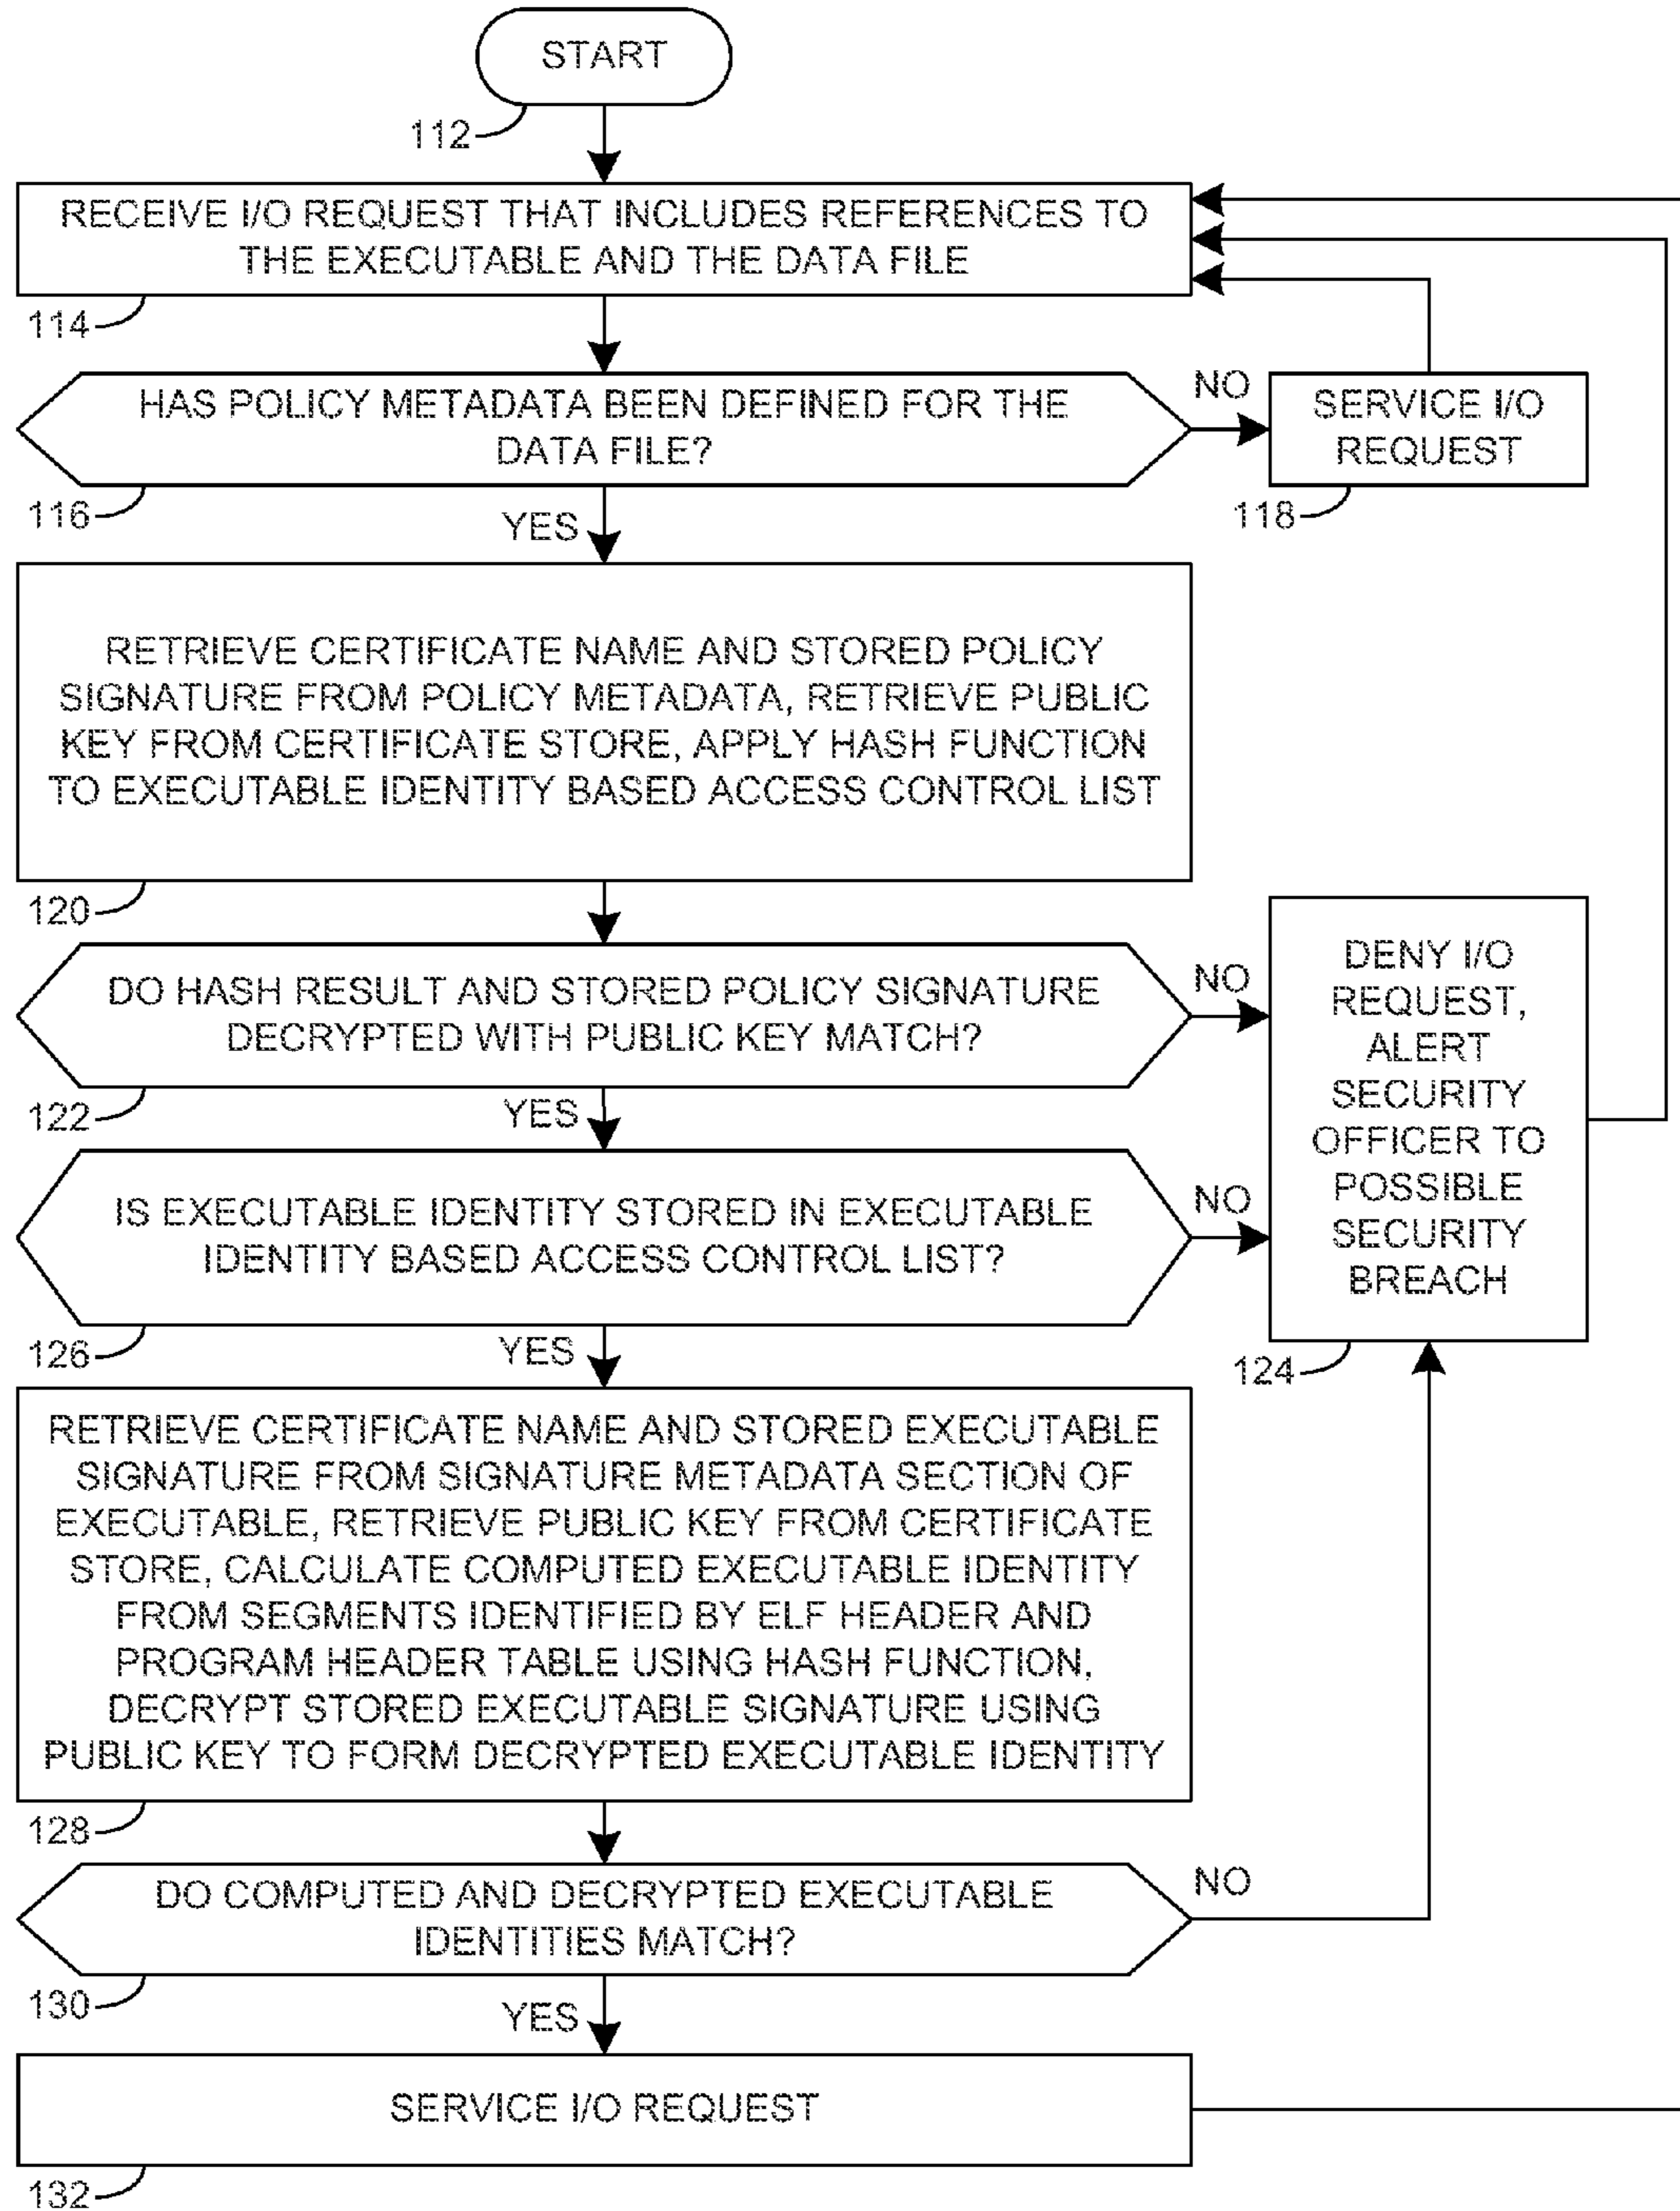 START
112
RECEIVE I/O REQUEST THAT INCLUDES REFERENCES TO
THE EXECUTABLE AND THE DATA FILE
114
HAS POLICY METADATA BEEN DEFINED FOR THE
DATA FILE?
116
NO
SERVICE I/O
REQUEST
118
YES
RETRIEVE CERTIFICATE NAME AND STORED POLICY
SIGNATURE FROM POLICY METADATA, RETRIEVE PUBLIC
KEY FROM CERTIFICATE STORE, APPLY HASH FUNCTION
TO EXECUTABLE IDENTITY BASED ACCESS CONTROL LIST
120
DO HASH RESULT AND STORED POLICY SIGNATURE
DECRYPTED WITH PUBLIC KEY MATCH?
122
NO
DENY I/O
REQUEST,
ALERT
SECURITY
OFFICER TO
POSSIBLE
SECURITY
BREACH
124
YES
IS EXECUTABLE IDENTITY STORED IN EXECUTABLE
IDENTITY BASED ACCESS CONTROL LIST?
126
NO
YES
RETRIEVE CERTIFICATE NAME AND STORED EXECUTABLE
SIGNATURE FROM SIGNATURE METADATA SECTION OF
EXECUTABLE, RETRIEVE PUBLIC KEY FROM CERTIFICATE
STORE, CALCULATE COMPUTED EXECUTABLE IDENTITY
FROM SEGMENTS IDENTIFIED BY ELF HEADER AND
PROGRAM HEADER TABLE USING HASH FUNCTION,
DECRYPT STORED EXECUTABLE SIGNATURE USING
PUBLIC KEY TO FORM DECRYPTED EXECUTABLE IDENTITY
128
DO COMPUTED AND DECRYPTED EXECUTABLE
IDENTITIES MATCH?
130
NO
YES
SERVICE I/O REQUEST
132